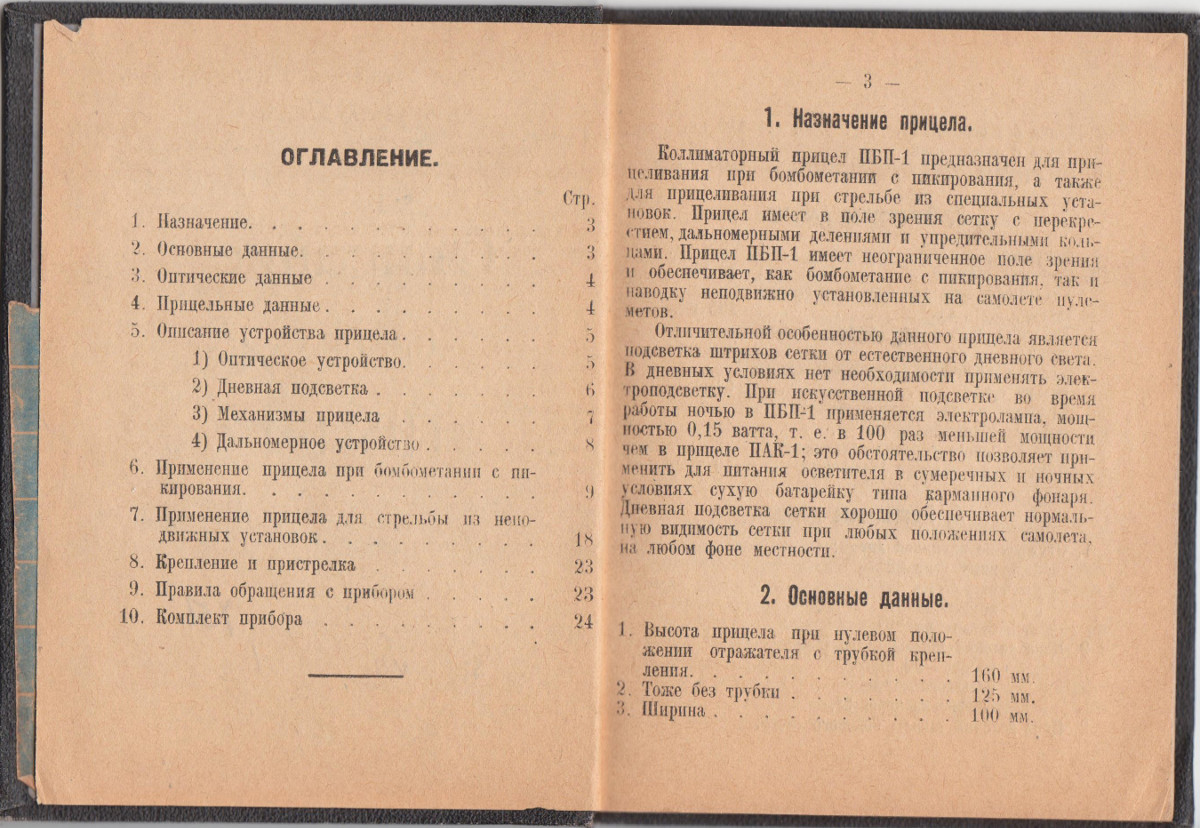 ОГЛАВЛЕНИЕ.
Стр.
1. Назначение. . . . . . . . . . . . 3
2. Основные данные. . . . . . . . . . 3
3. Оптические данные . . . . . . . . . 4
4. Прицельные данные . . . . . . . . . 4
5. Описание устройства прицела . . . . . . 5
1) Оптическое устройство. . . . . . 5
2) Дневная подсветка . . . . . . . 6
3) Механизмы прицела . . . . . . 7
4) Дальномерное устройство . . . . . 8
6. Применение прицела при бомбометании с пи-
кирования. . . . . . . . . . . . 9
7. Применение прицела для стрельбы из непо-
движных установок . . . . . . . . . 18
8. Крепление и пристрелка . . . . . . . 23
9. Правила обращения с прибором . . . . . 23
10. Комплект прибора . . . . . . . . . 24
— 3 —
1. Назначение прицела.
Коллиматорный прицел ПБП-1 предназначен для при-
целивания при бомбометании с пикирования, а также
для прицеливания при стрельбе из специальных уста-
новок. Прицел имеет в поле зрения сетку с перекре-
стием, дальномерными делениями и упредительными коль-
цами. Прицел ПБП-1 имеет неограниченное поле зрения
и обеспечивает, как бомбометание с пикирования, так и
наводку неподвижно установленных на самолете пуле-
метов.
Отличительной особенностью данного прицела является
подсветка штрихов сетки от естественного дневного света.
В дневных условиях нет необходимости применять элек-
троподсветку. При искусственной подсветке во время
работы ночью в ПБП-1 применяется электролампа, мощ-
ностью 0,15 ватта, т. е. в 100 раз меньшей мощности
чем в прицеле ПАК-1; это обстоятельство позволяет при-
менить для питания осветителя в сумеречных и ночных
условиях сухую батарейку типа карманного фонаря.
Дневная подсветка сетки хорошо обеспечивает нормаль-
ную видимость сетки при любых положениях самолета,
на любом фоне местности.
2. Основные данные.
1. Высота прицела при нулевом поло-
жении отражателя с трубкой креп-
ления. . . . . . . . . . . 160 мм.
2. Тоже без трубки . . . . . . . 125 мм.
3. Ширина . . . . . . . . . . 100 мм.